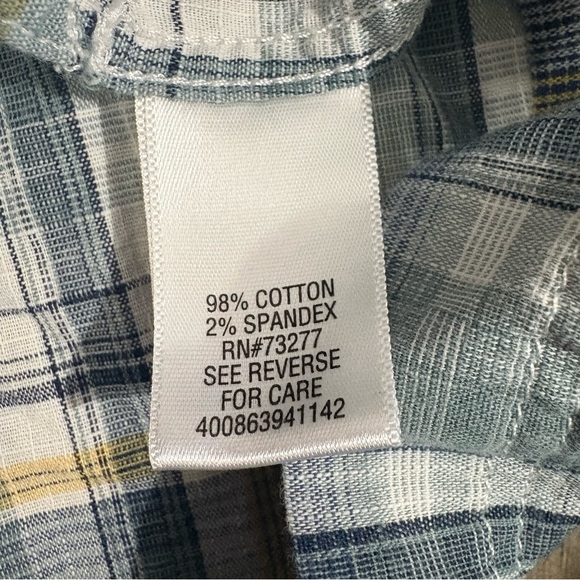 98% COTTON
2% SPANDEX
RN#73277
SEE REVERSE
FOR CARE
400863941142